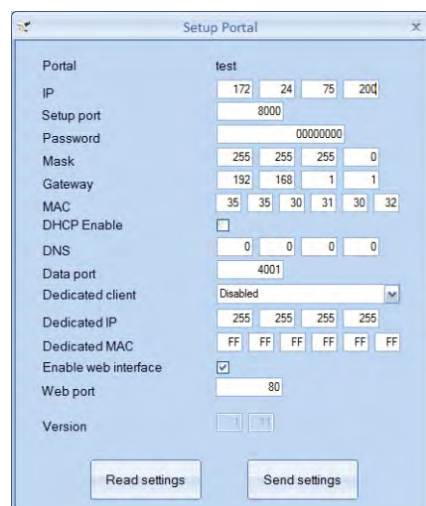 Setup Portal
Portal test
IP 172 24 75 200
Setup port 8000
Password 00000000
Mask 255 255 255 0
Gateway 192 168 1 1
MAC 35 35 30 31 30 32
DHCP Enable
DNS 0 0 0 0
Data port 4001
Dedicated client Disabled
Dedicated IP 255 255 255 255
Dedicated MAC FF FF FF FF FF FF
Enable web interface
Web port 80
Version
Read settings Send settings